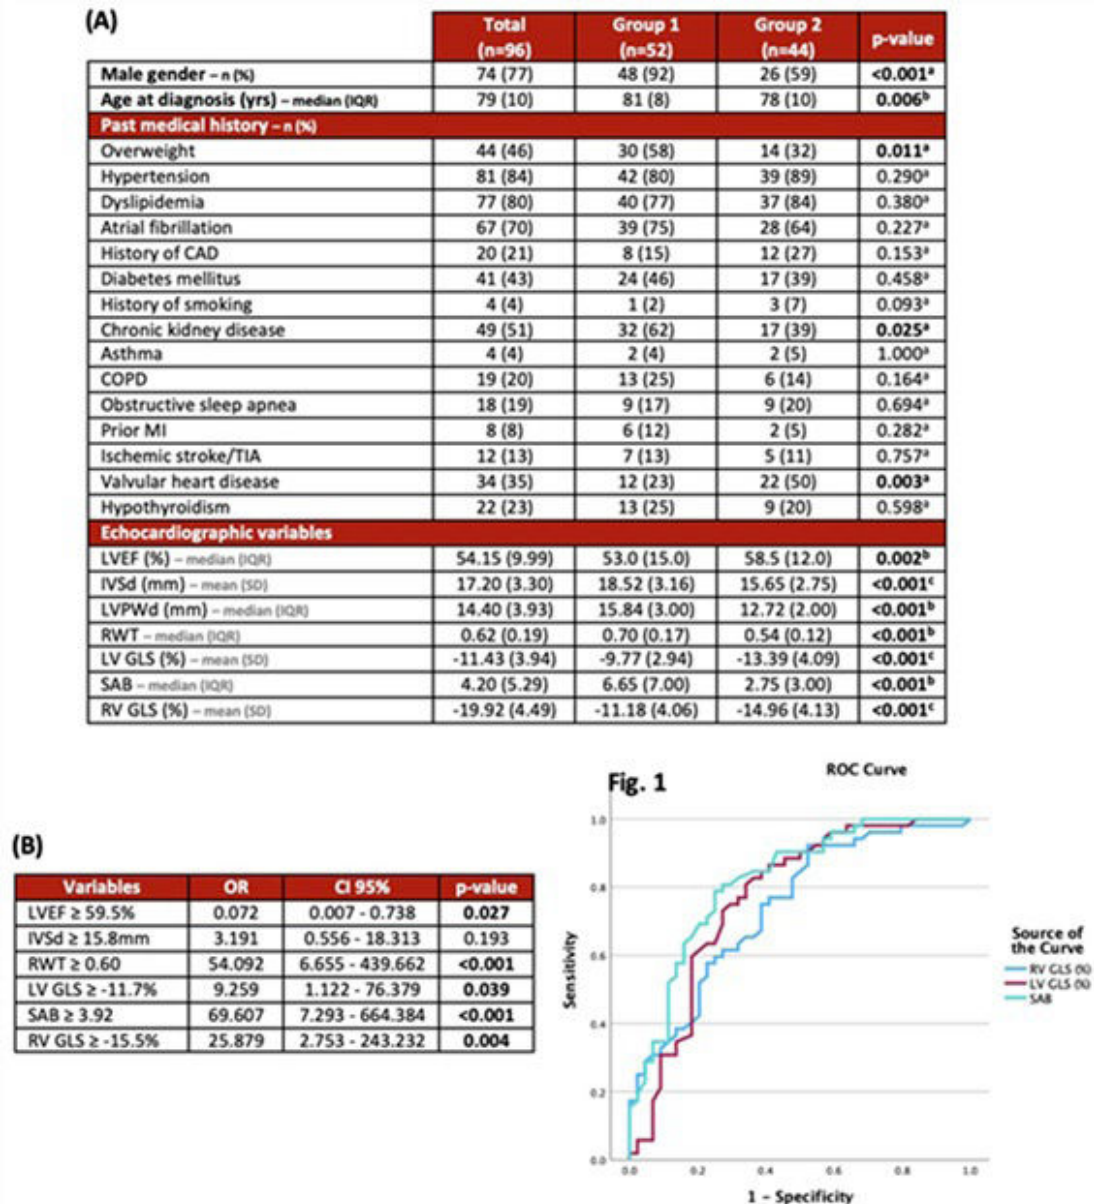 (A)
Total (n=96) Group 1 (n=52) Group 2 (n=44) p-value
Male gender – n (%) 74 (77) 48 (92) 26 (59) <0.001ᵃ
Age at diagnosis (yrs) – median (IQR) 79 (10) 81 (8) 78 (10) 0.006ᵇ
Past medical history – n (%)
Overweight 44 (46) 30 (58) 14 (32) 0.011ᵃ
Hypertension 81 (84) 42 (80) 39 (89) 0.290ᵃ
Dyslipidemia 77 (80) 40 (77) 37 (84) 0.380ᵃ
Atrial fibrillation 67 (70) 39 (75) 28 (64) 0.227ᵃ
History of CAD 20 (21) 8 (15) 12 (27) 0.153ᵃ
Diabetes mellitus 41 (43) 24 (46) 17 (39) 0.458ᵃ
History of smoking 4 (4) 1 (2) 3 (7) 0.093ᵃ
Chronic kidney disease 49 (51) 32 (62) 17 (39) 0.025ᵃ
Asthma 4 (4) 2 (4) 2 (5) 1.000ᵃ
COPD 19 (20) 13 (25) 6 (14) 0.164ᵃ
Obstructive sleep apnea 18 (19) 9 (17) 9 (20) 0.694ᵃ
Prior MI 8 (8) 6 (12) 2 (5) 0.282ᵃ
Ischemic stroke/TIA 12 (13) 7 (13) 5 (11) 0.757ᵃ
Valvular heart disease 34 (35) 12 (23) 22 (50) 0.003ᵃ
Hypothyroidism 22 (23) 13 (25) 9 (20) 0.598ᵃ
Echocardiographic variables
LVEF (%) – median (IQR) 54.15 (9.99) 53.0 (15.0) 58.5 (12.0) 0.002ᵇ
IVSd (mm) – mean (SD) 17.20 (3.30) 18.52 (3.16) 15.65 (2.75) <0.001ᶜ
LVPWd (mm) – median (IQR) 14.40 (3.93) 15.84 (3.00) 12.72 (2.00) <0.001ᵇ
RWT – median (IQR) 0.62 (0.19) 0.70 (0.17) 0.54 (0.12) <0.001ᵇ
LV GLS (%) – mean (SD) -11.43 (3.94) -9.77 (2.94) -13.39 (4.09) <0.001ᶜ
SAB – median (IQR) 4.20 (5.29) 6.65 (7.00) 2.75 (3.00) <0.001ᵇ
RV GLS (%) – mean (SD) -19.92 (4.49) -11.18 (4.06) -14.96 (4.13) <0.001ᶜ
(B)
Variables OR CI 95% p-value
LVEF ≥ 59.5% 0.072 0.007 - 0.738 0.027
IVSd ≥ 15.8mm 3.191 0.556 - 18.313 0.193
RWT ≥ 0.60 54.092 6.655 - 439.662 <0.001
LV GLS ≥ -11.7% 9.259 1.122 - 76.379 0.039
SAB ≥ 3.92 69.607 7.293 - 664.384 <0.001
RV GLS ≥ -15.5% 25.879 2.753 - 243.232 0.004
Fig. 1
ROC Curve
Sensitivity
1.0
0.8
0.6
0.4
0.2
0.0
0.0 0.2 0.4 0.6 0.8 1.0
1 - Specificity
Source of
the Curve
RV GLS (%)
LV GLS (%)
SAB